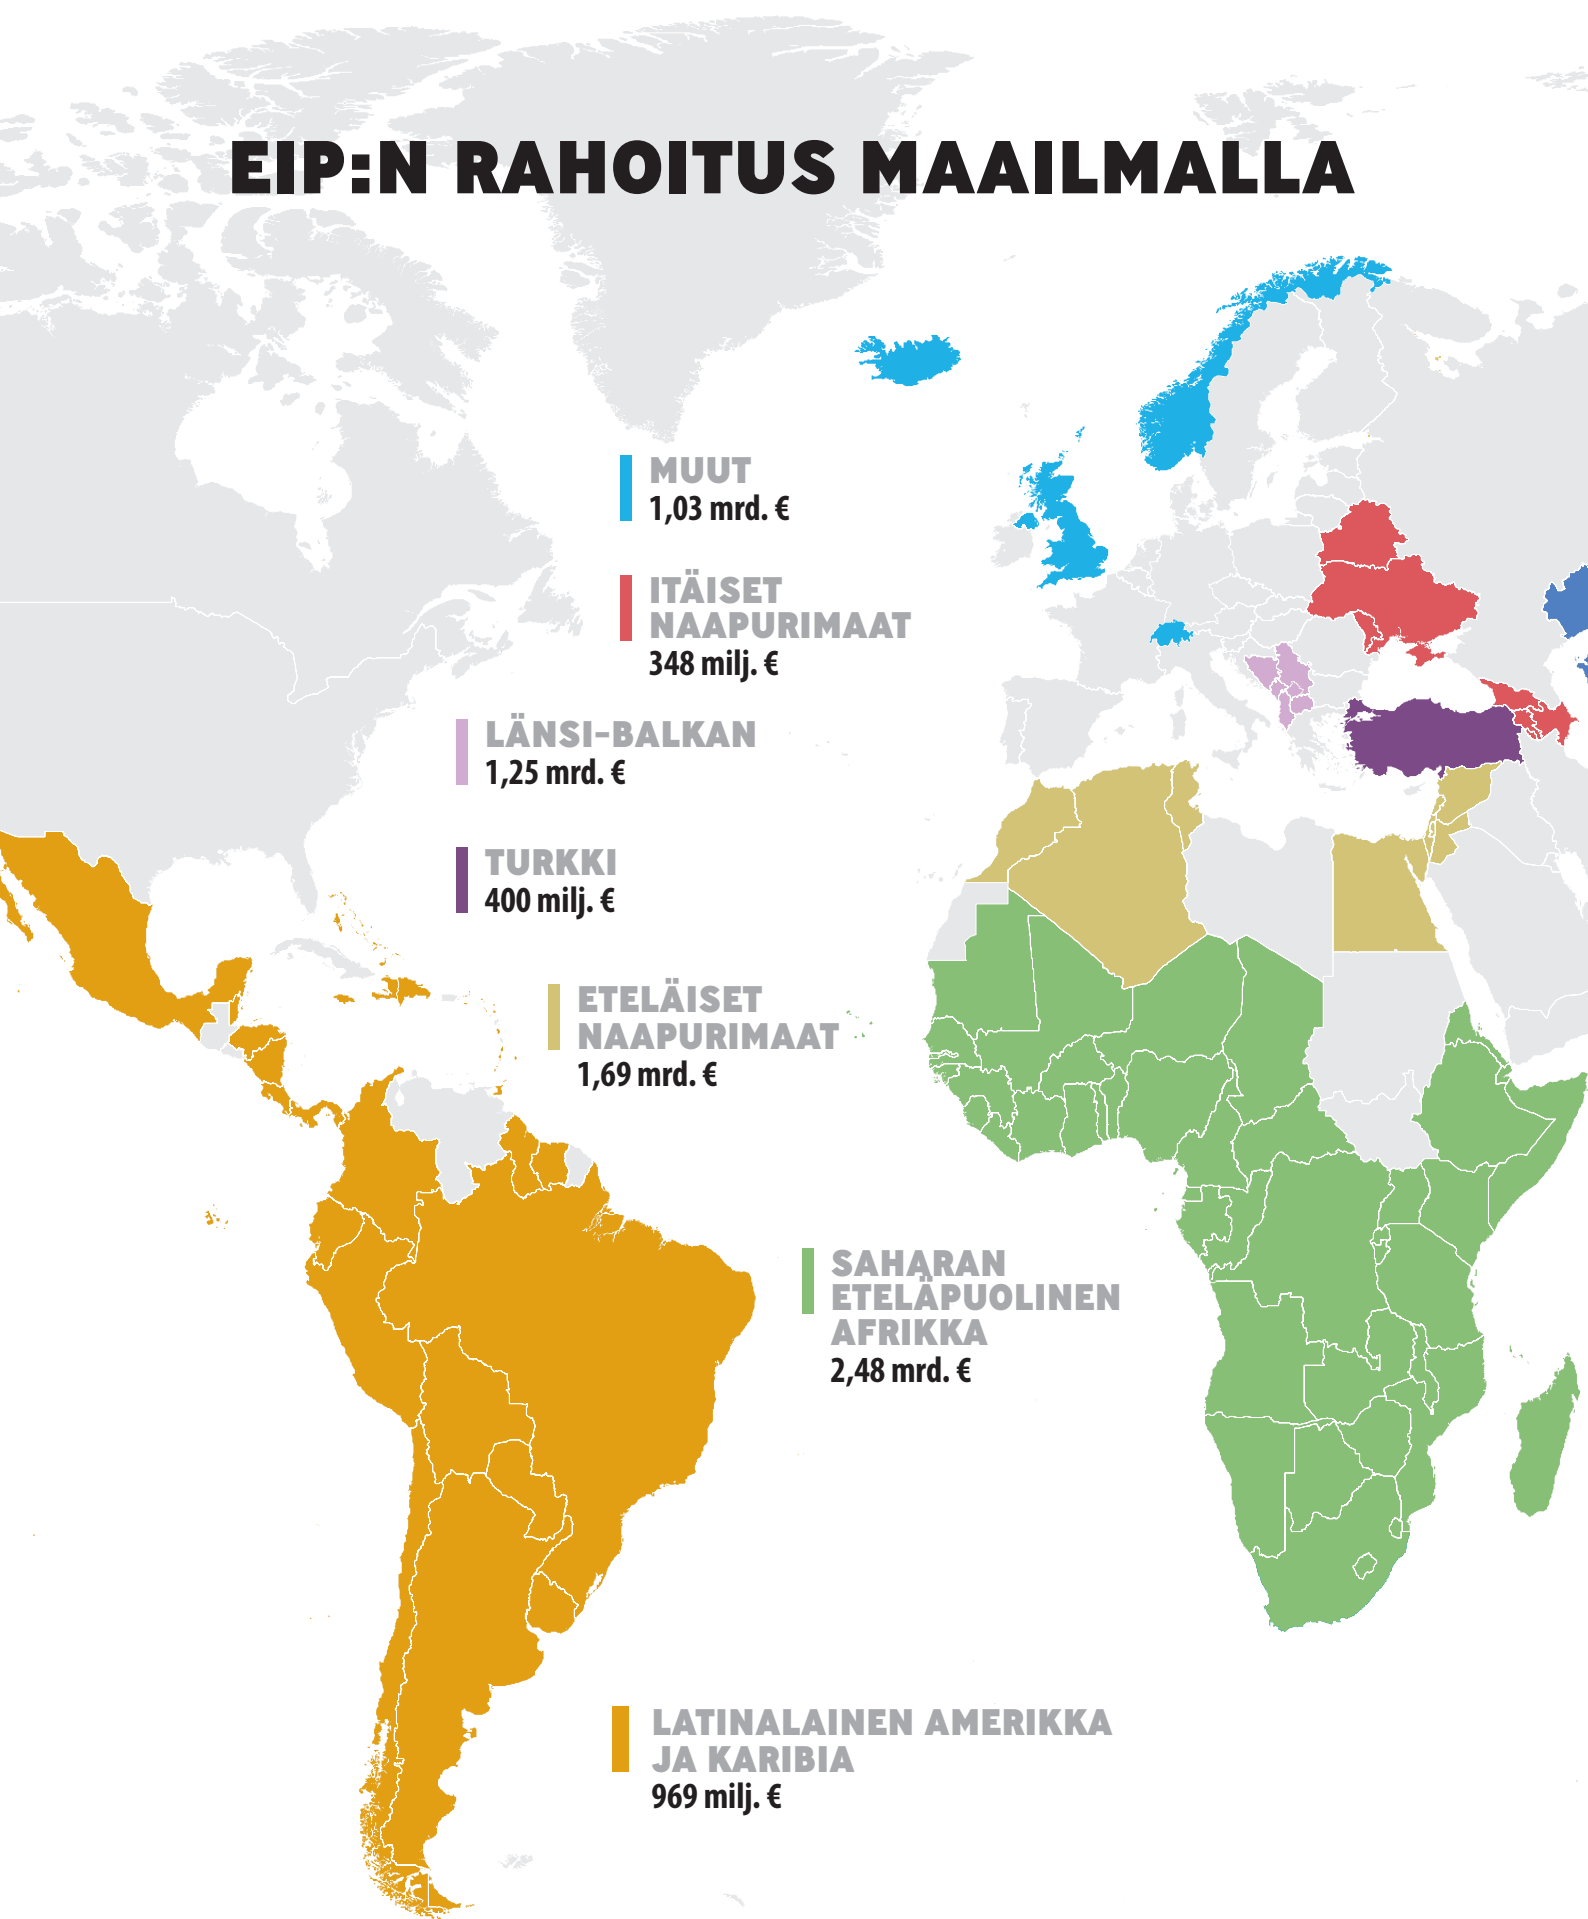 EIP:N RAHOITUS MAAILMALLA
MUUT
1,03 mrd. €
ITÄISET
NAAPURIMAAT
348 milj. €
LÄNSI-BALKAN
1,25 mrd. €
TURKKI
400 milj. €
ETELÄISET
NAAPURIMAAT
1,69 mrd. €
SAHARAN
ETELÄPUOLINEN
AFRIKKA
2,48 mrd. €
LATINALAINEN AMERIKKA
JA KARIBIA
969 milj. €